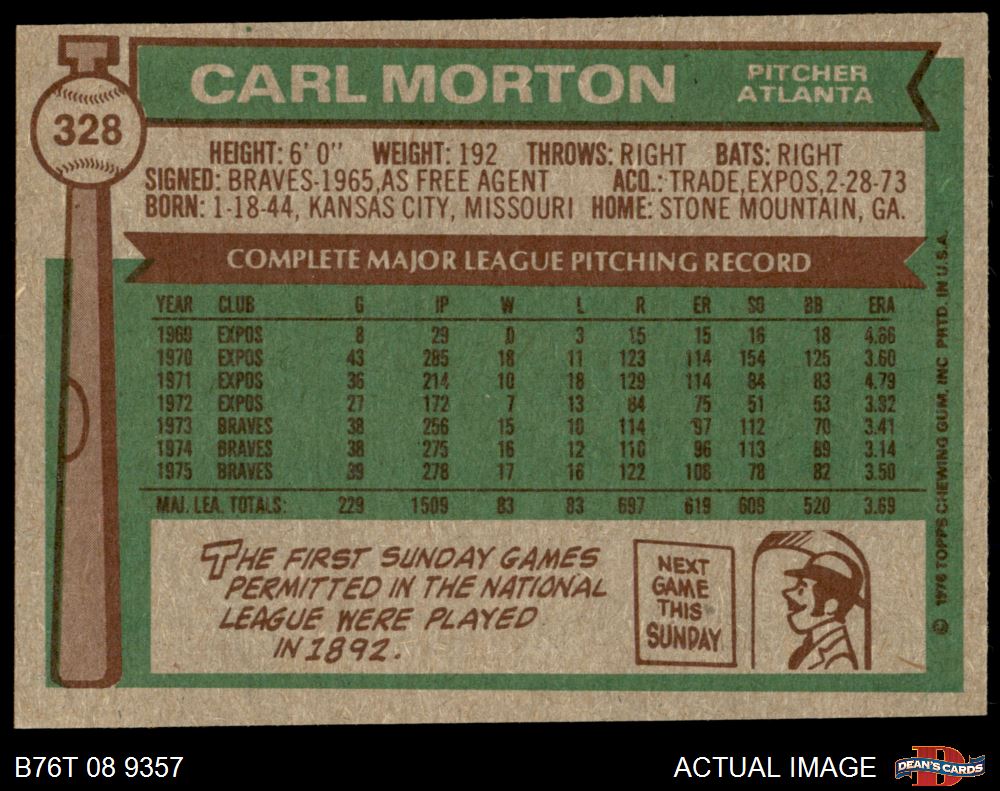 CARL MORTON
PITCHER
ATLANTA
328
HEIGHT: 6' 0" WEIGHT: 192 THROWS: RIGHT BATS: RIGHT
SIGNED: BRAVES-1965, AS FREE AGENT ACQ.: TRADE, EXPOS, 2-28-73
BORN: 1-18-44, KANSAS CITY, MISSOURI HOME: STONE MOUNTAIN, GA.
COMPLETE MAJOR LEAGUE PITCHING RECORD
YEAR CLUB G IP W L R ER SO BB ERA
1969 EXPOS 8 29 0 3 15 15 16 18 4.66
1970 EXPOS 43 285 18 11 123 114 154 125 3.60
1971 EXPOS 36 214 10 18 129 114 84 83 4.79
1972 EXPOS 27 172 7 13 84 75 51 53 3.92
1973 BRAVES 38 256 15 10 114 97 112 70 3.41
1974 BRAVES 38 275 16 12 110 96 113 89 3.14
1975 BRAVES 39 278 17 16 122 108 78 82 3.50
MAJ. LEA. TOTALS: 229 1509 83 83 697 619 608 520 3.69
THE FIRST SUNDAY GAMES
PERMITTED IN THE NATIONAL
LEAGUE WERE PLAYED
IN 1892.
NEXT
GAME
THIS
SUNDAY
© 1976 TOPPS CHEWING GUM, INC PRTD. IN U.S.A.
B76T 08 9357
ACTUAL IMAGE
DEAN'S CARDS